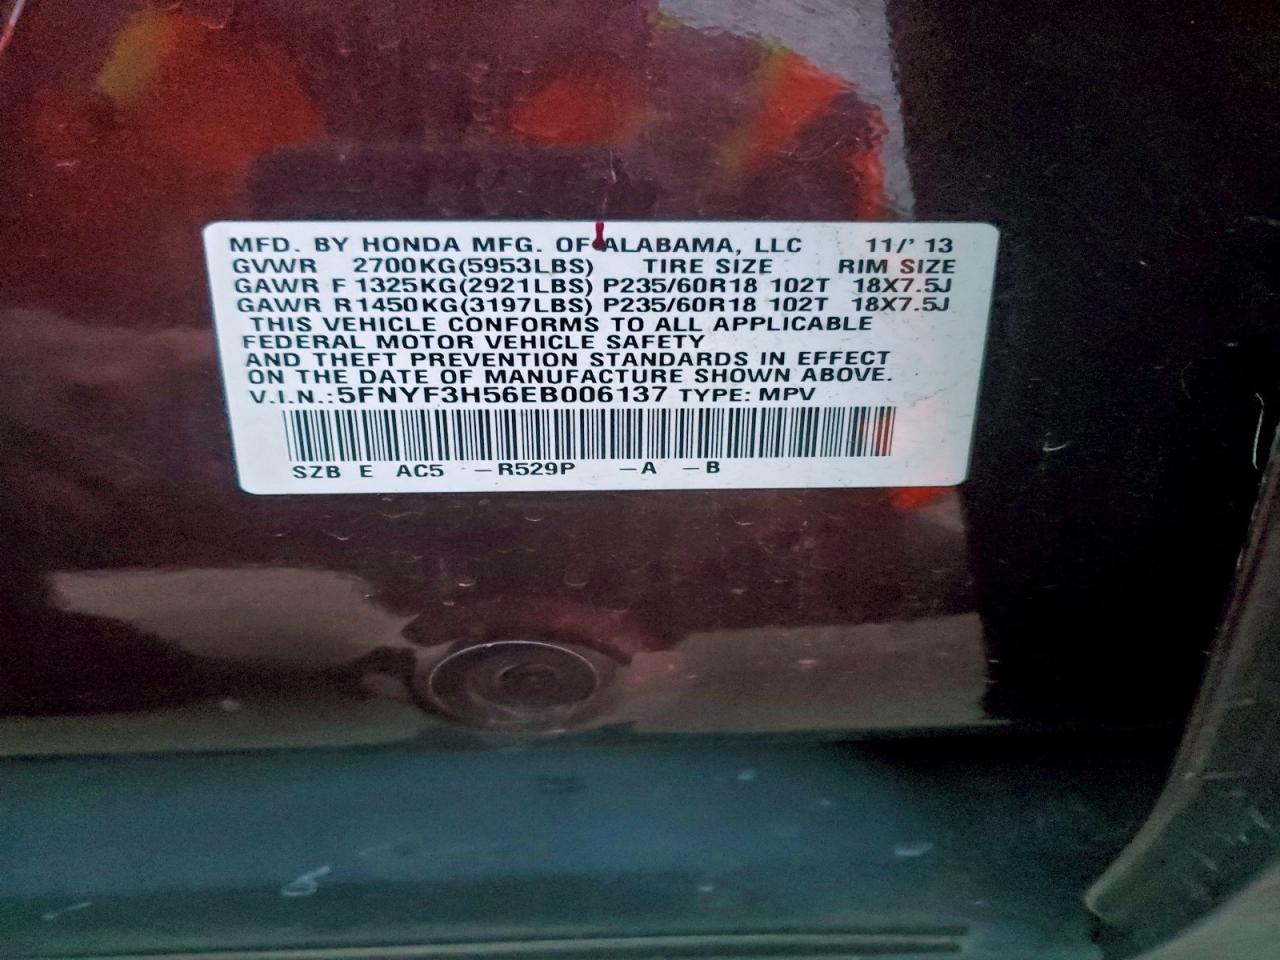 MFD. BY HONDA MFG. OF ALABAMA, LLC 11/' 13
GVWR 2700KG(5953LBS) TIRE SIZE RIM SIZE
GAWR F 1325KG(2921LBS) P235/60R18 102T 18X7.5J
GAWR R1450KG(3197LBS) P235/60R18 102T 18X7.5J
THIS VEHICLE CONFORMS TO ALL APPLICABLE
FEDERAL MOTOR VEHICLE SAFETY
AND THEFT PREVENTION STANDARDS IN EFFECT
ON THE DATE OF MANUFACTURE SHOWN ABOVE.
V.I.N.:5FNYF3H56EB006137 TYPE: MPV
SZB E AC5 –R529P –A –B